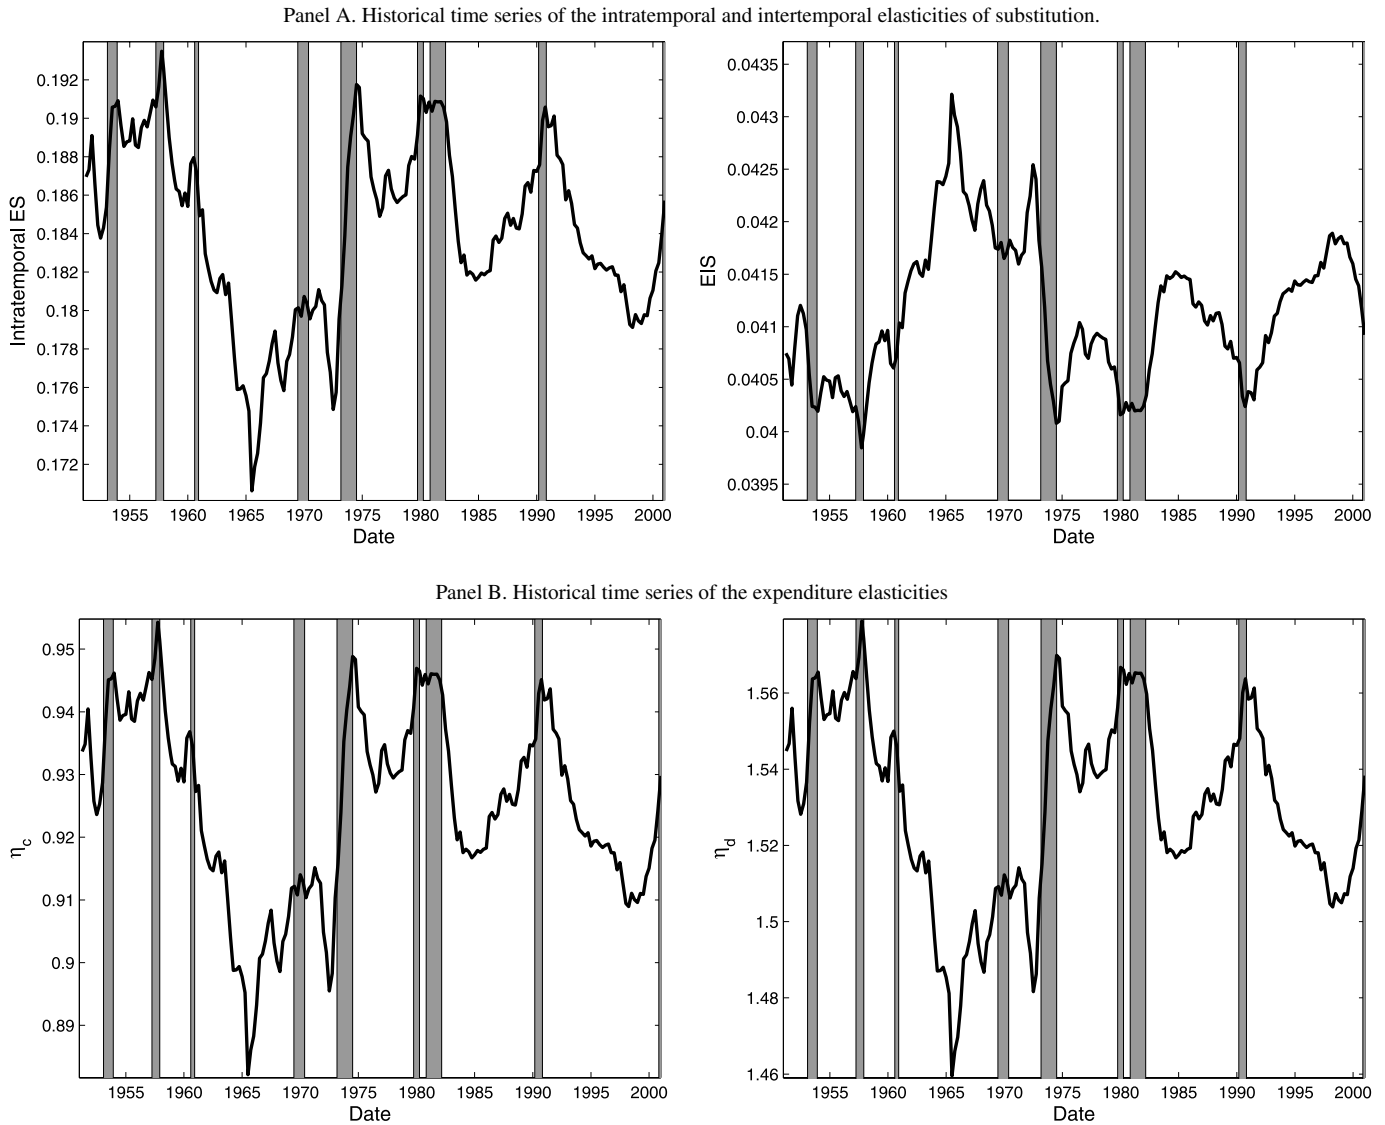 Panel A. Historical time series of the intratemporal and intertemporal elasticities of substitution.
0.192
0.19
0.188
0.186
0.184
0.182
0.18
0.178
0.176
0.174
0.172
Intratemporal ES
1955 1960 1965 1970 1975 1980 1985 1990 1995 2000
Date
0.0435
0.043
0.0425
0.042
0.0415
0.041
0.0405
0.04
0.0395
EIS
1955 1960 1965 1970 1975 1980 1985 1990 1995 2000
Date
Panel B. Historical time series of the expenditure elasticities
0.95
0.94
0.93
0.92
0.91
0.9
0.89
ηc
1955 1960 1965 1970 1975 1980 1985 1990 1995 2000
Date
1.56
1.54
1.52
1.5
1.48
1.46
ηd
1955 1960 1965 1970 1975 1980 1985 1990 1995 2000
Date